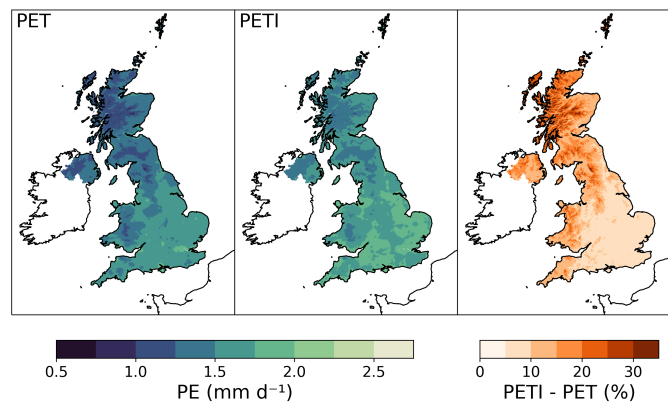 PET
PETI
0.5 1.0 1.5 2.0 2.5
PE (mm d⁻¹)
0 10 20 30
PETI - PET (%)